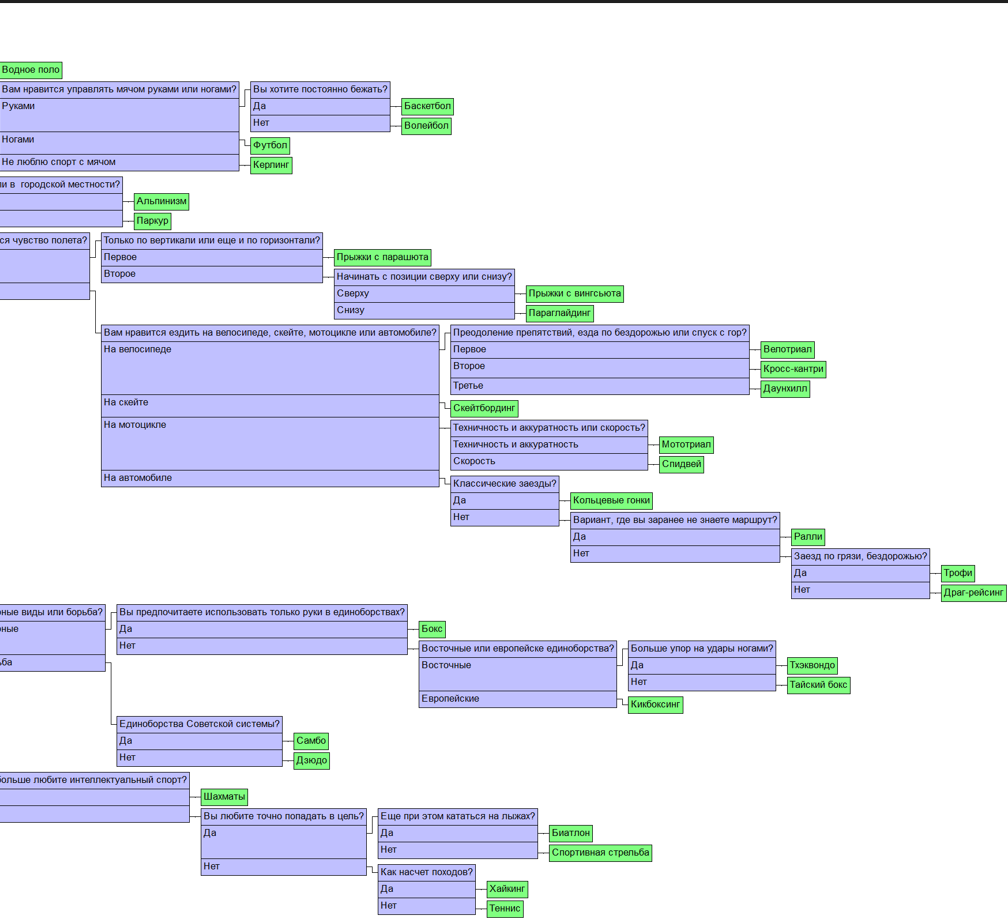 Водное поло
Вам нравится управлять мячом руками или ногами?
Руками
Ногами
Не люблю спорт с мячом
Вы хотите постоянно бежать?
Да
Нет
Баскетбол
Волейбол
Футбол
Керлинг
ли в городской местности?
Альпинизм
Паркур
ся чувство полета?
Только по вертикали или еще и по горизонтали?
Первое
Второе
Прыжки с парашюта
Начинать с позиции сверху или снизу?
Сверху
Снизу
Прыжки с вингсьюта
Параглайдинг
Вам нравится ездить на велосипеде, скейте, мотоцикле или автомобиле?
На велосипеде
На скейте
На мотоцикле
На автомобиле
Преодоление препятствий, езда по бездорожью или спуск с гор?
Первое
Второе
Третье
Велотриал
Кросс-кантри
Даунхилл
Скейтбординг
Техничность и аккуратность или скорость?
Техничность и аккуратность
Скорость
Мототриал
Спидвей
Классические заезды?
Да
Нет
Кольцевые гонки
Вариант, где вы заранее не знаете маршрут?
Да
Нет
Ралли
Заезд по грязи, бездорожью?
Да
Нет
Трофи
Драг-рейсинг
рные виды или борьба?
рные
ьба
Вы предпочитаете использовать только руки в единоборствах?
Да
Нет
Бокс
Восточные или европейске единоборства?
Восточные
Европейские
Больше упор на удары ногами?
Да
Нет
Тхэквондо
Тайский бокс
Кикбоксинг
Единоборства Советской системы?
Да
Нет
Самбо
Дзюдо
больше любите интеллектуальный спорт?
Шахматы
Вы любите точно попадать в цель?
Да
Нет
Еще при этом кататься на лыжах?
Да
Нет
Биатлон
Спортивная стрельба
Как насчет походов?
Да
Нет
Хайкинг
Теннис